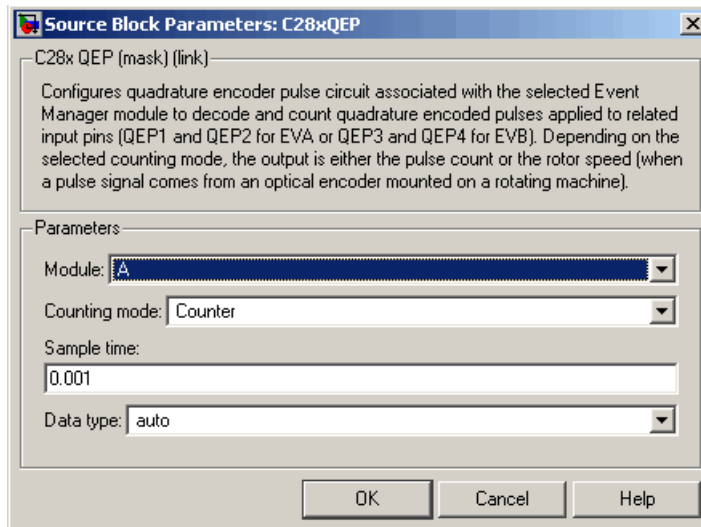 Source Block Parameters: C28xQEP
C28x QEP (mask) (link)
Configures quadrature encoder pulse circuit associated with the selected Event
Manager module to decode and count quadrature encoded pulses applied to related
input pins (QEP1 and QEP2 for EVA or QEP3 and QEP4 for EVB). Depending on the
selected counting mode, the output is either the pulse count or the rotor speed (when
a pulse signal comes from an optical encoder mounted on a rotating machine).
Parameters
Module: A
Counting mode: Counter
Sample time:
0.001
Data type: auto
OK Cancel Help